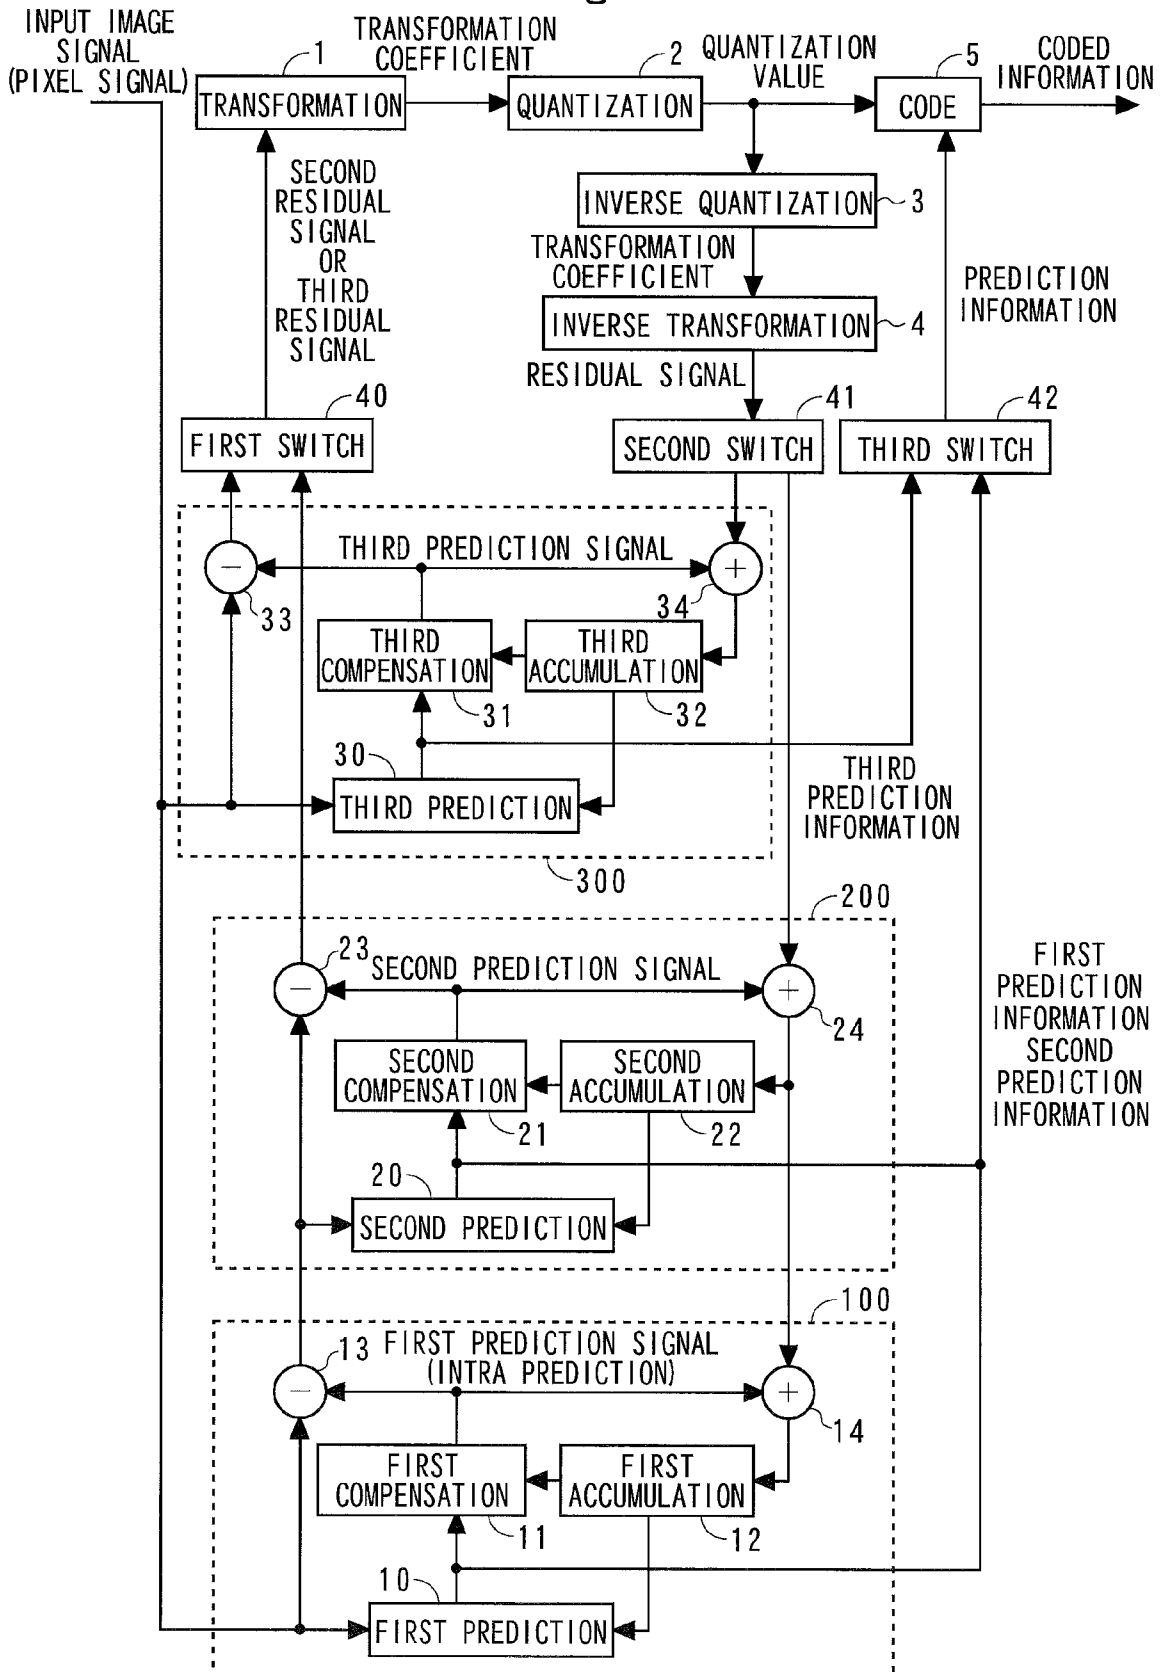 INPUT IMAGE
SIGNAL
(PIXEL SIGNAL)
1
TRANSFORMATION
TRANSFORMATION
COEFFICIENT
2
QUANTIZATION
QUANTIZATION
VALUE
5
CODE
CODED
INFORMATION
SECOND
RESIDUAL
SIGNAL
OR
THIRD
RESIDUAL
SIGNAL
INVERSE QUANTIZATION
3
TRANSFORMATION
COEFFICIENT
INVERSE TRANSFORMATION
4
RESIDUAL SIGNAL
PREDICTION
INFORMATION
40
FIRST SWITCH
41
SECOND SWITCH
42
THIRD SWITCH
−
33
THIRD PREDICTION SIGNAL
+
34
THIRD
COMPENSATION
31
THIRD
ACCUMULATION
32
30
THIRD PREDICTION
THIRD
PREDICTION
INFORMATION
300
200
−
23
SECOND PREDICTION SIGNAL
+
24
SECOND
COMPENSATION
21
SECOND
ACCUMULATION
22
20
SECOND PREDICTION
FIRST
PREDICTION
INFORMATION
SECOND
PREDICTION
INFORMATION
100
−
13
FIRST PREDICTION SIGNAL
(INTRA PREDICTION)
+
14
FIRST
COMPENSATION
11
FIRST
ACCUMULATION
12
10
FIRST PREDICTION